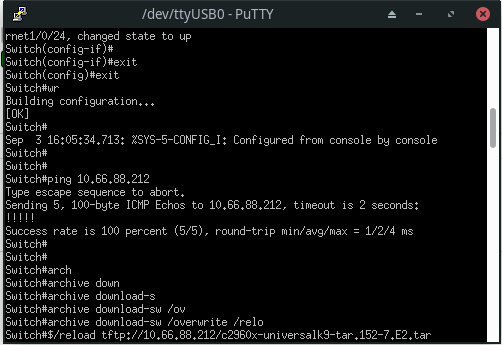 /dev/ttyUSB0 - PuTTY
rnet1/0/24, changed state to up
Switch(config-if)#
Switch(config-if)#exit
Switch(config)#exit
Switch#wr
Building configuration...
[OK]
Switch#
Sep  3 16:05:34.713: %SYS-5-CONFIG_I: Configured from console by console
Switch#
Switch#
Switch#ping 10.66.88.212
Type escape sequence to abort.
Sending 5, 100-byte ICMP Echos to 10.66.88.212, timeout is 2 seconds:
!!!!!
Success rate is 100 percent (5/5), round-trip min/avg/max = 1/2/4 ms
Switch#
Switch#
Switch#arch
Switch#archive down
Switch#archive download-s
Switch#archive download-sw /ov
Switch#archive download-sw /overwrite /relo
Switch#$/reload tftp://10.66.88.212/c2960x-universalk9-tar.152-7.E2.tar